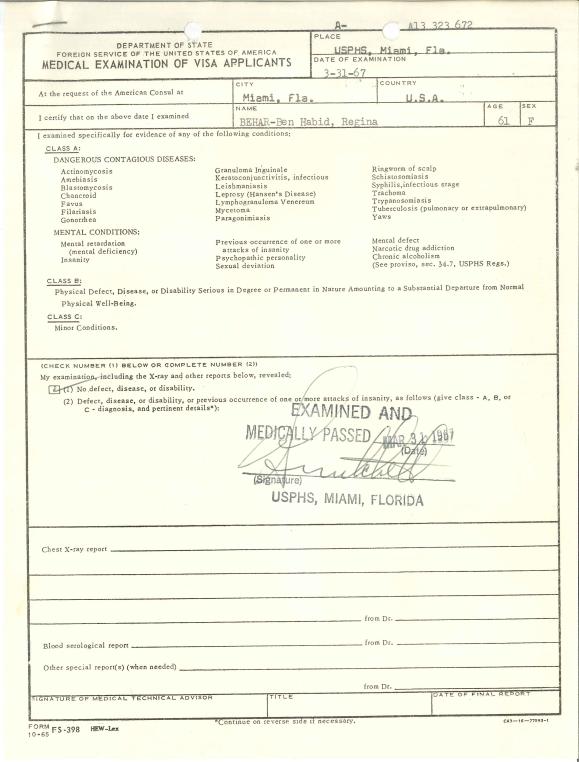 A- A13 323 672
DEPARTMENT OF STATE
FOREIGN SERVICE OF THE UNITED STATES OF AMERICA
MEDICAL EXAMINATION OF VISA APPLICANTS
PLACE
USPHS, Miami, Fla.
DATE OF EXAMINATION
3-31-67
At the request of the American Consul at
CITY
Miami, Fla.
COUNTRY
U.S.A.
I certify that on the above date I examined
NAME
BEHAR-Ben Habid, Regina
AGE
61
SEX
F
I examined specifically for evidence of any of the following conditions:
CLASS A:
DANGEROUS CONTAGIOUS DISEASES:
Actinomycosis
Amebiasis
Blastomycosis
Chancroid
Favus
Filariasis
Gonorrhea
Granuloma Inguinale
Keratoconjunctivitis, infectious
Leishmaniasis
Leprosy (Hansen's Disease)
Lymphogranuloma Venereum
Mycetoma
Paragonimiasis
Ringworm of scalp
Schistosomiasis
Syphilis, infectious stage
Trachoma
Trypanosomiasis
Tuberculosis (pulmonary or extrapulmonary)
Yaws
MENTAL CONDITIONS:
Mental retardation
(mental deficiency)
Insanity
Previous occurrence of one or more
attacks of insanity
Psychopathic personality
Sexual deviation
Mental defect
Narcotic drug addiction
Chronic alcoholism
(See proviso, sec. 34.7, USPHS Regs.)
CLASS B:
Physical Defect, Disease, or Disability Serious in Degree or Permanent in Nature Amounting to a Substantial Departure from Normal
Physical Well-Being.
CLASS C:
Minor Conditions.
(CHECK NUMBER (1) BELOW OR COMPLETE NUMBER (2))
My examination, including the X-ray and other reports below, revealed:
(1) No defect, disease, or disability.
(2) Defect, disease, or disability, or previous occurrence of one or more attacks of insanity, as follows (give class - A, B, or
C - diagnosis, and pertinent details*):
EXAMINED AND
MEDICALLY PASSED MAR 31 1967
(Date)
(Signature)
USPHS, MIAMI, FLORIDA
Chest X-ray report
from Dr.
Blood serological report
from Dr.
Other special report(s) (when needed)
from Dr.
SIGNATURE OF MEDICAL TECHNICAL ADVISOR
TITLE
DATE OF FINAL REPORT
FORM
10-65 FS-398 HEW-Lex
*Continue on reverse side if necessary.